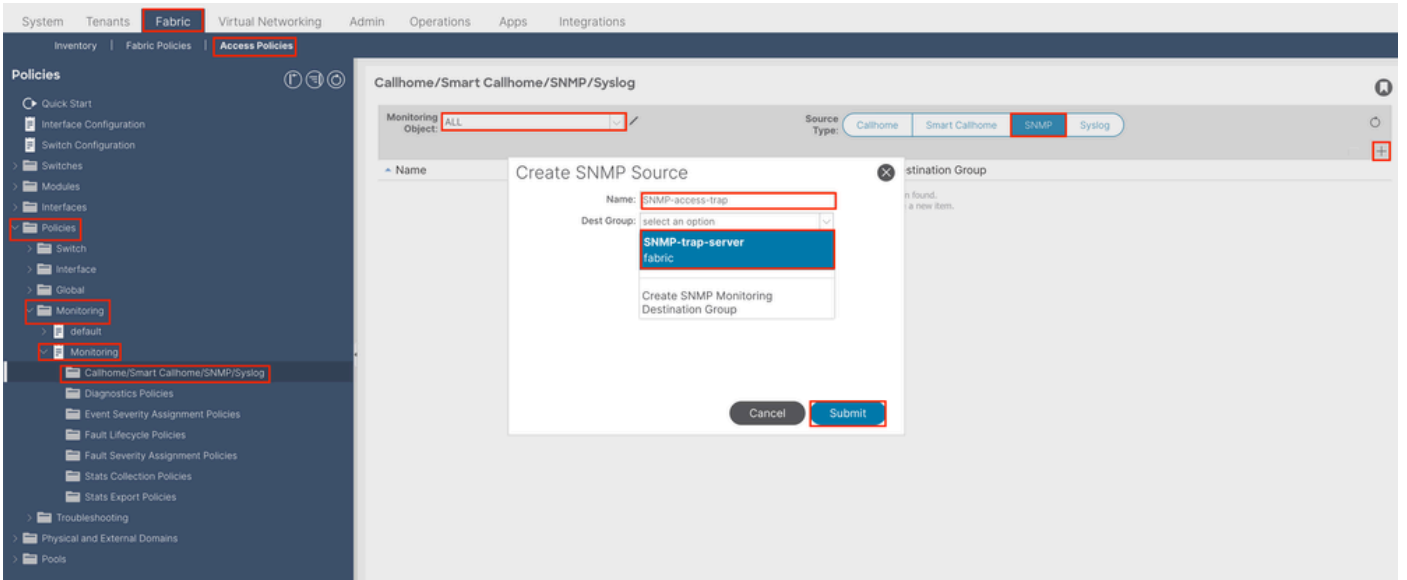 System Tenants Fabric Virtual Networking Admin Operations Apps Integrations
Inventory | Fabric Policies | Access Policies
Policies
Quick Start
Interface Configuration
Switch Configuration
Switches
Modules
Interfaces
Policies
Switch
Interface
Global
Monitoring
default
Monitoring
Callhome/Smart Callhome/SNMP/Syslog
Diagnostics Policies
Event Severity Assignment Policies
Fault Lifecycle Policies
Fault Severity Assignment Policies
Stats Collection Policies
Stats Export Policies
Troubleshooting
Physical and External Domains
Pools
Callhome/Smart Callhome/SNMP/Syslog
Monitoring
Object: ALL
Source
Type: Callhome Smart Callhome SNMP Syslog
Name
stination Group
n found.
a new item.
Create SNMP Source
Name: SNMP-access-trap
Dest Group: select an option
SNMP-trap-server
fabric
Create SNMP Monitoring
Destination Group
Cancel Submit